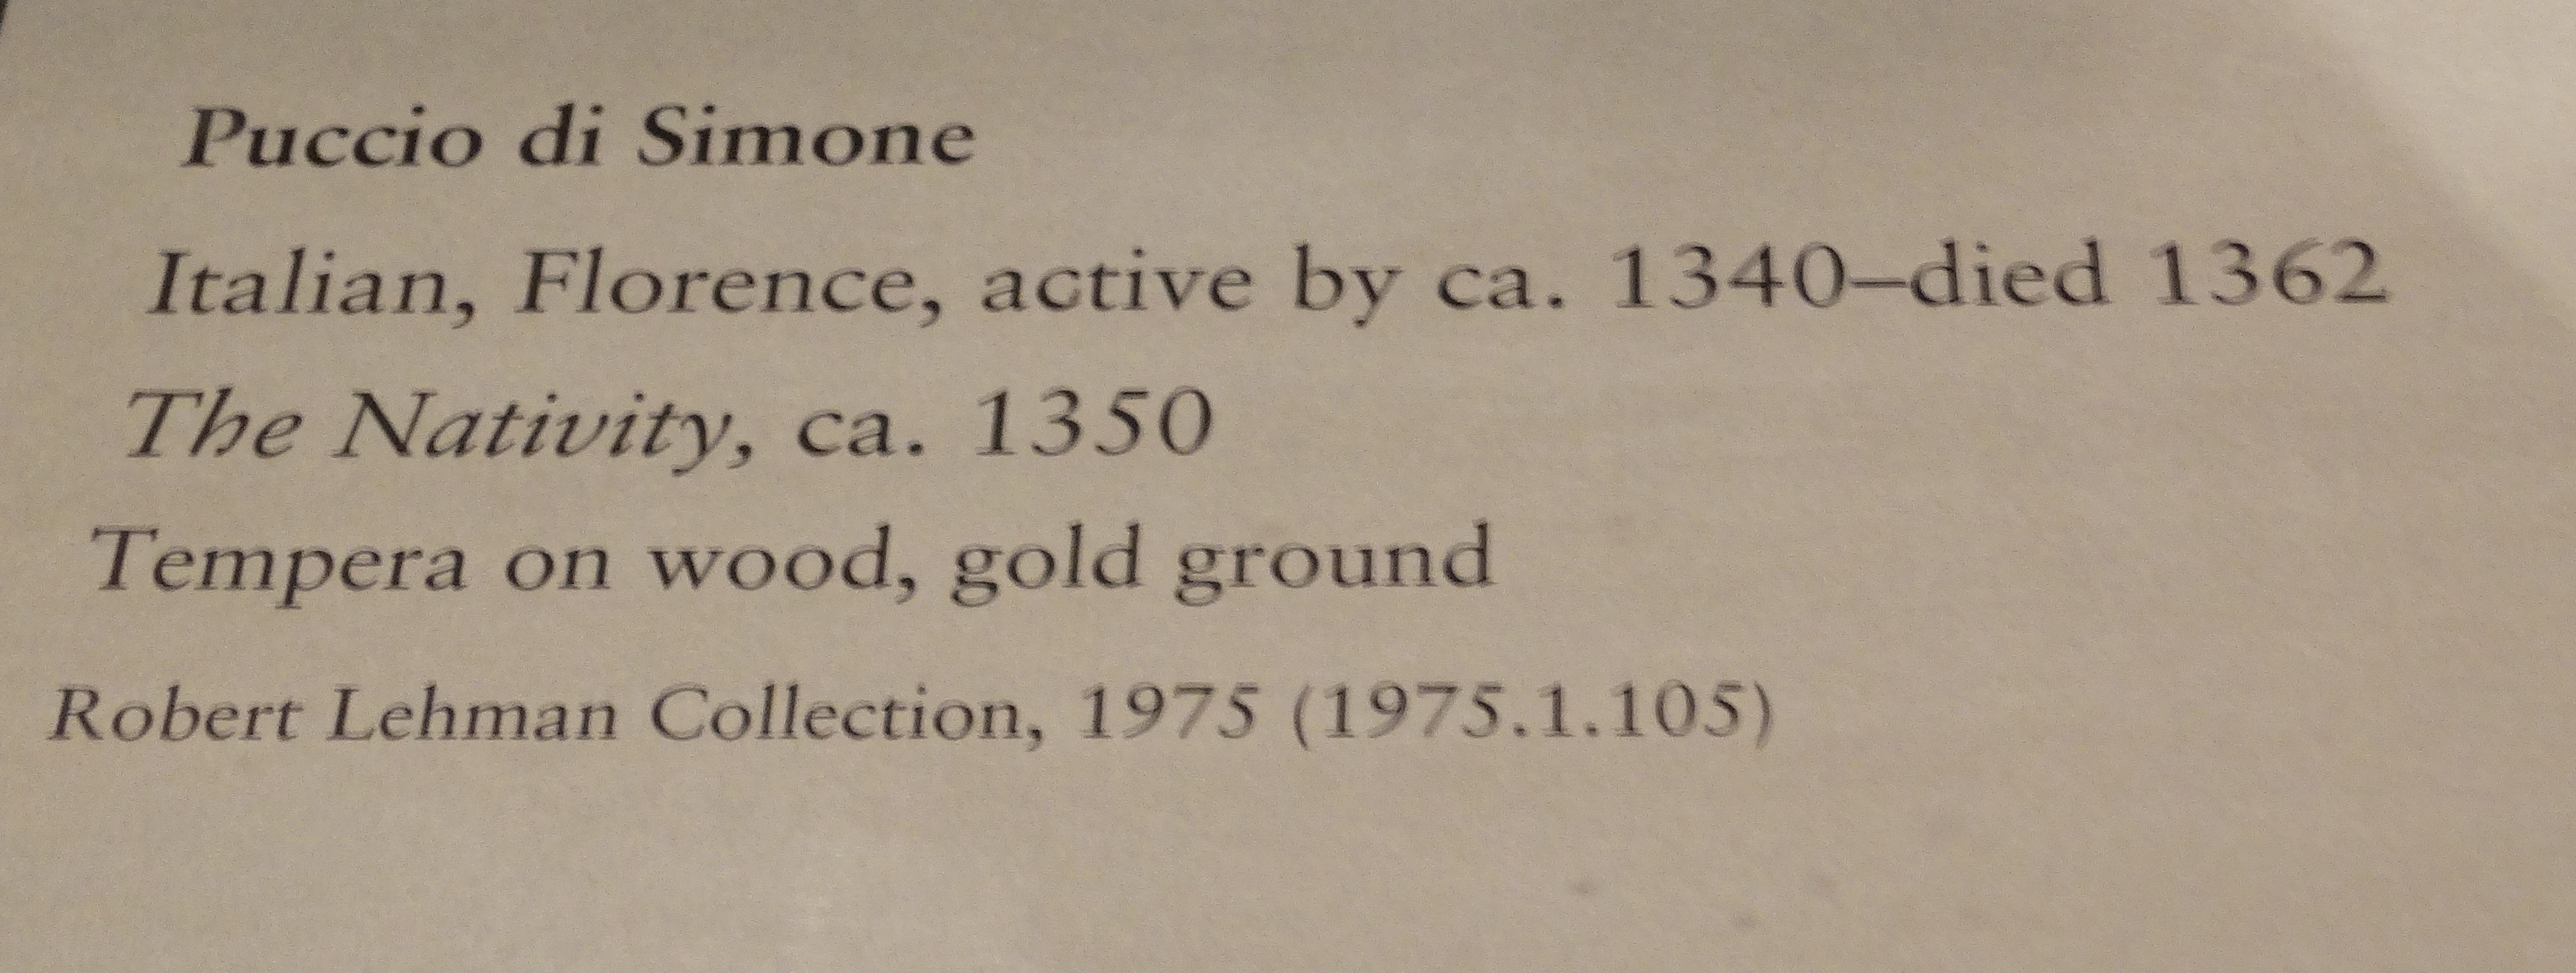 Puccio di Simone
Italian, Florence, active by ca. 1340–died 1362
The Nativity, ca. 1350
Tempera on wood, gold ground
Robert Lehman Collection, 1975 (1975.1.105)